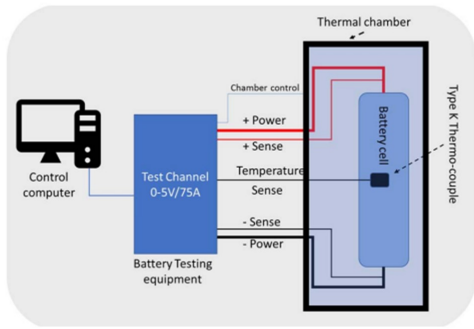 Thermal chamber
Chamber control
+ Power
+ Sense
Control
computer
Test Channel
0-5V/75A
Temperature
Sense
- Sense
- Power
Battery Testing
equipment
Battery cell
Type K Thermo-couple